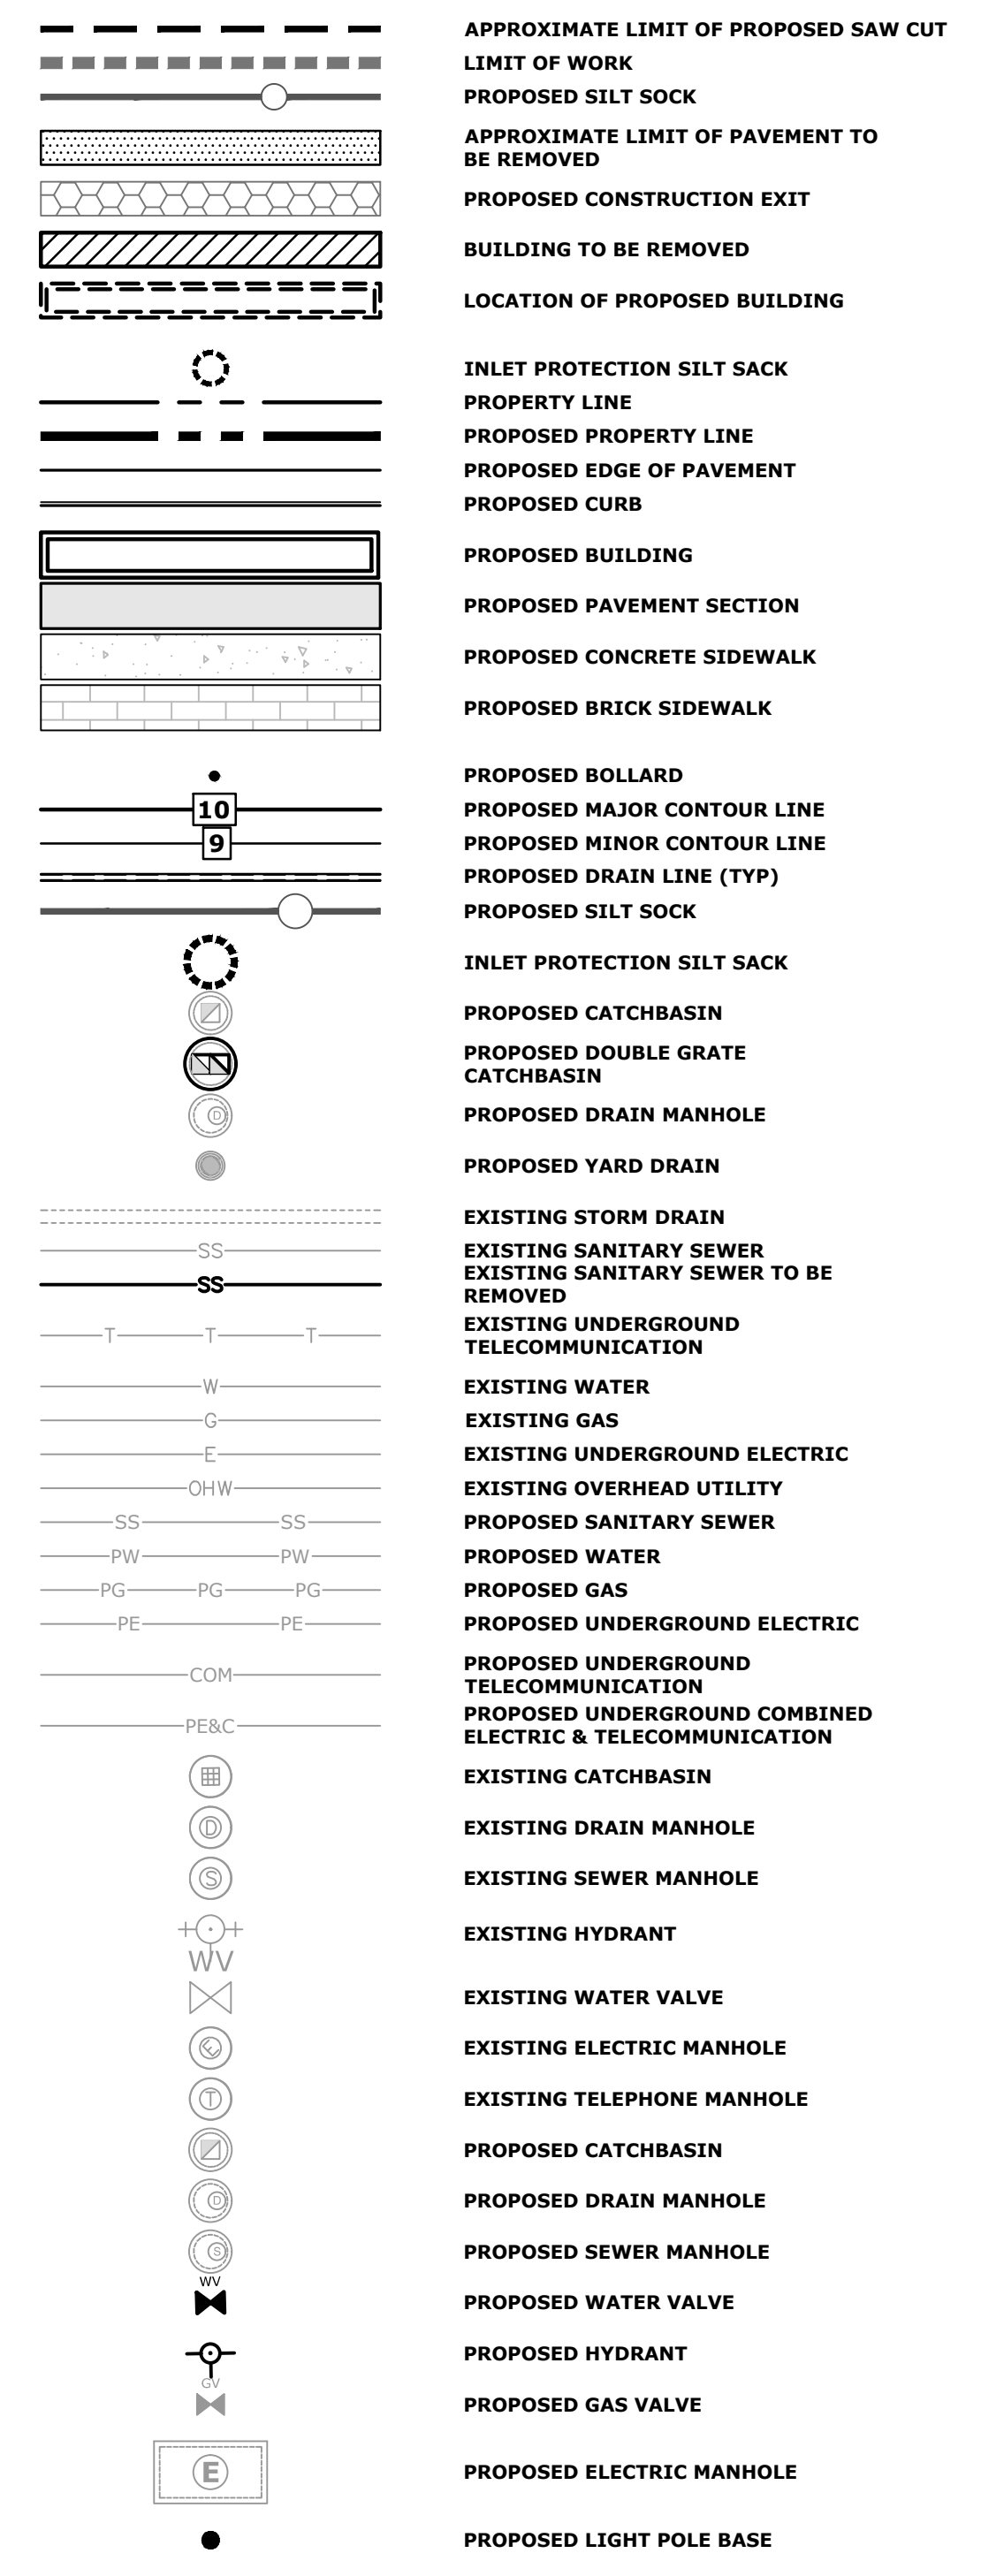 APPROXIMATE LIMIT OF PROPOSED SAW CUT
LIMIT OF WORK
PROPOSED SILT SOCK
APPROXIMATE LIMIT OF PAVEMENT TO
BE REMOVED
PROPOSED CONSTRUCTION EXIT
BUILDING TO BE REMOVED
LOCATION OF PROPOSED BUILDING
INLET PROTECTION SILT SACK
PROPERTY LINE
PROPOSED PROPERTY LINE
PROPOSED EDGE OF PAVEMENT
PROPOSED CURB
PROPOSED BUILDING
PROPOSED PAVEMENT SECTION
PROPOSED CONCRETE SIDEWALK
PROPOSED BRICK SIDEWALK
PROPOSED BOLLARD
10 PROPOSED MAJOR CONTOUR LINE
9 PROPOSED MINOR CONTOUR LINE
PROPOSED DRAIN LINE (TYP)
PROPOSED SILT SOCK
INLET PROTECTION SILT SACK
PROPOSED CATCHBASIN
PROPOSED DOUBLE GRATE
CATCHBASIN
D PROPOSED DRAIN MANHOLE
PROPOSED YARD DRAIN
EXISTING STORM DRAIN
SS EXISTING SANITARY SEWER
SS EXISTING SANITARY SEWER TO BE
REMOVED
T T T EXISTING UNDERGROUND
TELECOMMUNICATION
W EXISTING WATER
G EXISTING GAS
E EXISTING UNDERGROUND ELECTRIC
OHW EXISTING OVERHEAD UTILITY
SS SS PROPOSED SANITARY SEWER
PW PW PROPOSED WATER
PG PG PG PROPOSED GAS
PE PE PROPOSED UNDERGROUND ELECTRIC
COM PROPOSED UNDERGROUND
TELECOMMUNICATION
PE&C PROPOSED UNDERGROUND COMBINED
ELECTRIC & TELECOMMUNICATION
EXISTING CATCHBASIN
D EXISTING DRAIN MANHOLE
S EXISTING SEWER MANHOLE
EXISTING HYDRANT
WV
EXISTING WATER VALVE
E EXISTING ELECTRIC MANHOLE
T EXISTING TELEPHONE MANHOLE
PROPOSED CATCHBASIN
D PROPOSED DRAIN MANHOLE
S PROPOSED SEWER MANHOLE
WV
PROPOSED WATER VALVE
PROPOSED HYDRANT
GV
PROPOSED GAS VALVE
E PROPOSED ELECTRIC MANHOLE
PROPOSED LIGHT POLE BASE